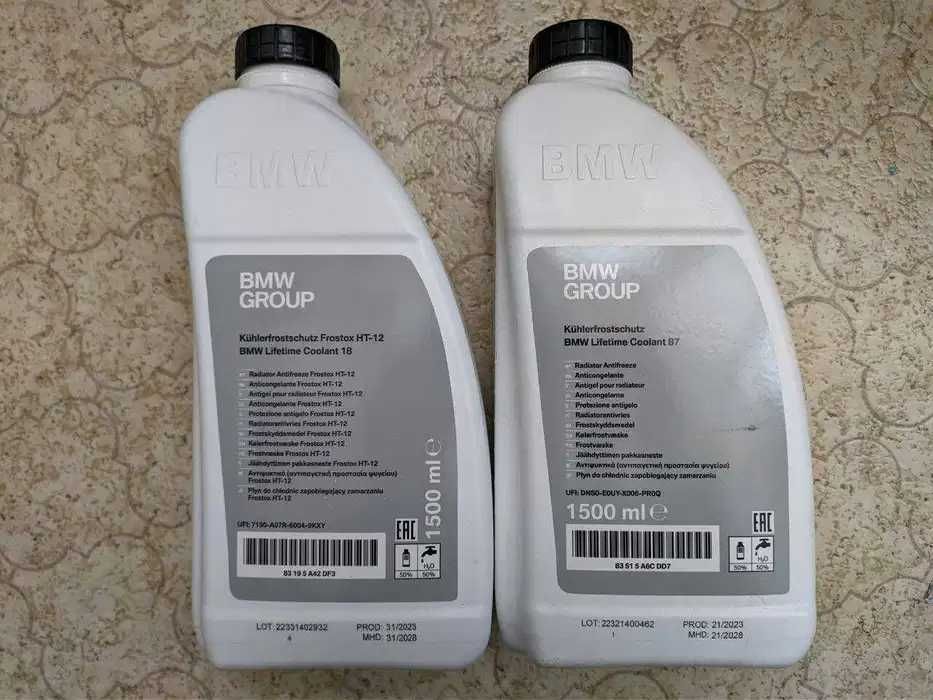 BMW
BMW
GROUP
Kühlerfrostschutz Frostox HT-12
BMW Lifetime Coolant 18
Radiator Antifreeze Frostox HT-12
Anticongelante Frostox HT-12
Antigel pour radiateur Frostox HT-12
Anticongelante Frostox HT-12
Protezione antigelo Frostox HT-12
Radiatorantivries Frostox HT-12
Frostskyddsmedel Frostox HT-12
Kølerfrostvæske Frostox HT-12
Frostvæske Frostox HT-12
Jäähdyttimen pakkasneste Frostox HT-12
Αντιψυκτικό (αντιπαγετική προστασία ψυγείου)
Frostox HT-12
Płyn do chłodnic zapobiegający zamarzaniu
Frostox HT-12
UFI: 7190-A07R-6004-9KXY
1500 ml e
EAC
H₂O
50% 50%
83 19 5 A42 DF3
LOT: 22331402932
4
PROD: 31/2023
MHD: 31/2028
BMW
BMW
GROUP
Kühlerfrostschutz
BMW Lifetime Coolant 87
Radiator Antifreeze
Anticongelante
Antigel pour radiateur
Anticongelante
Protezione antigelo
Radiatorantivries
Frostskyddsmedel
Kølerfrostvæske
Frostvæske
Jäähdyttimen pakkasneste
Αντιψυκτικό (αντιπαγετική προστασία ψυγείου)
Płyn do chłodnic zapobiegający zamarzaniu
UFI: DNS0-E0UY-X006-PR0Q
1500 ml e
EAC
H₂O
50% 50%
83 51 5 A6C DD7
LOT: 22321400462
1
PROD: 21/2023
MHD: 21/2028